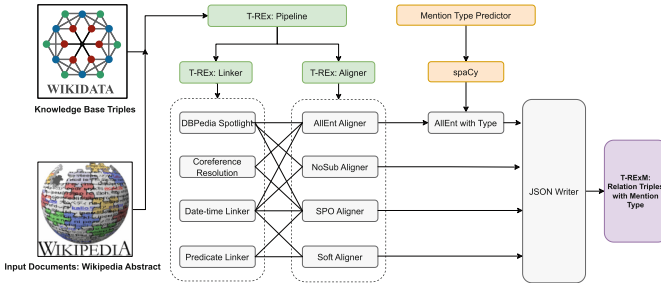 T-REx: Pipeline
Mention Type Predictor
WIKIDATA
Knowledge Base Triples
T-REx: Linker
T-REx: Aligner
spaCy
DBPedia Spotlight
AllEnt Aligner
AllEnt with Type
Coreference
Resolution
NoSub Aligner
Date-time Linker
SPO Aligner
Predicate Linker
Soft Aligner
JSON Writer
T-RExM:
Relation Triples
with Mention
Type
WIKIPEDIA
Input Documents: Wikipedia Abstract